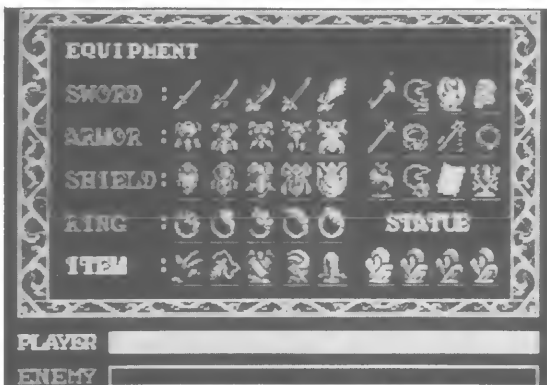 EQUIPMENT
SWORD :
ARMOR :
SHIELD :
RING : STATUE
ITEM :
PLAYER
ENEMY